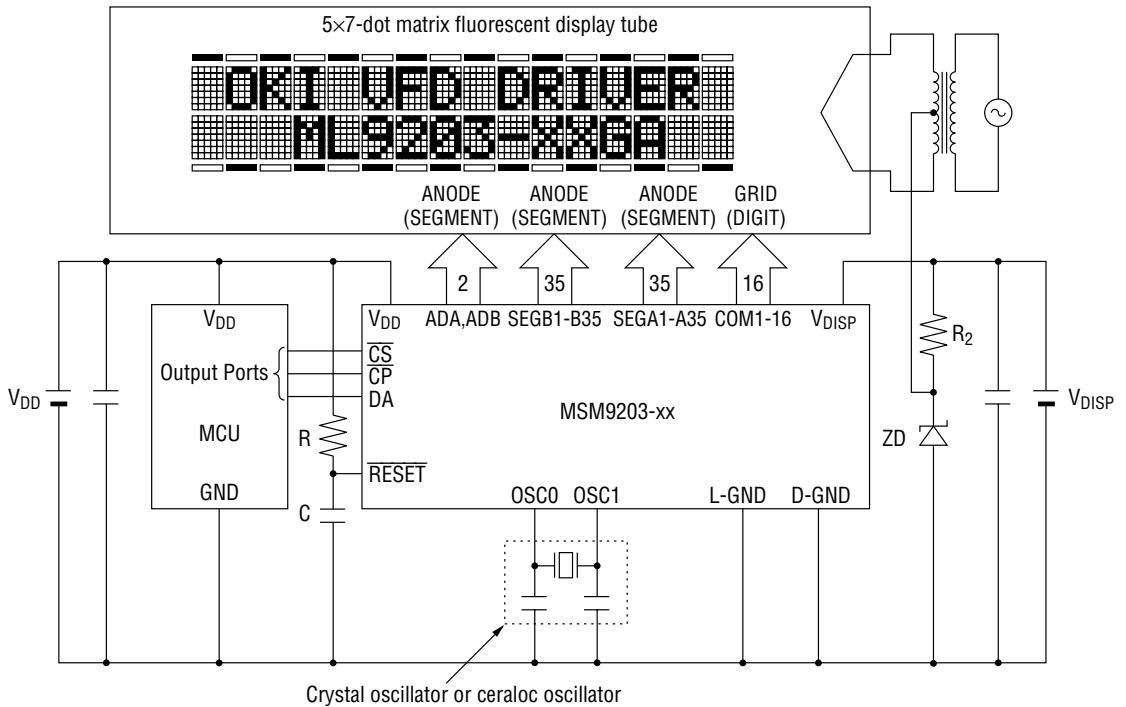 5×7-dot matrix fluorescent display tube
OKI VFD DRIVER
ML9203-XXGA
ANODE
(SEGMENT)
ANODE
(SEGMENT)
ANODE
(SEGMENT)
GRID
(DIGIT)
2
35
35
16
VDD
VDD
ADA,ADB
SEGB1-B35
SEGA1-A35
COM1-16
VDISP
Output Ports
CS
CP
DA
R2
VDD
MCU
R
MSM9203-xx
ZD
VDISP
RESET
GND
C
OSC0
OSC1
L-GND
D-GND
Crystal oscillator or ceraloc oscillator